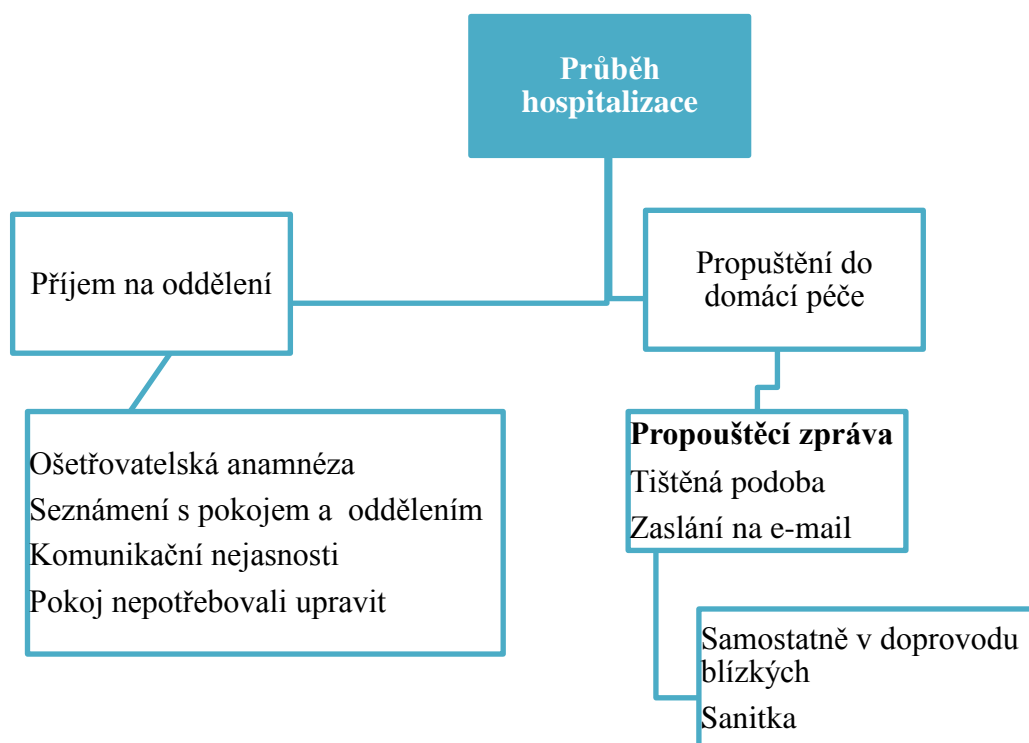 Průběh
hospitalizace
Příjem na oddělení
Propuštění do
domácí péče
Ošetřovatelská anamnéza
Seznámení s pokojem a  oddělením
Komunikační nejasnosti
Pokoj nepotřebovali upravit
Propouštěcí zpráva
Tištěná podoba
Zaslání na e-mail
Samostatně v doprovodu
blízkých
Sanitka